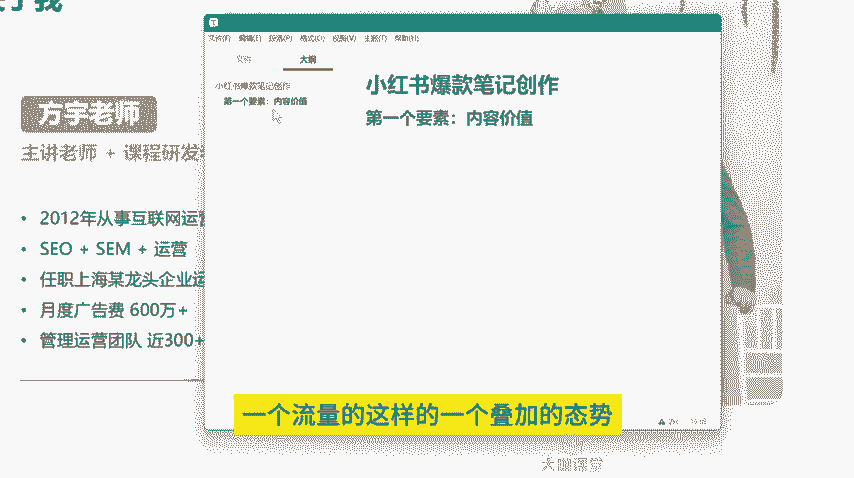 了我
文件(F) 编辑(E) 段落(P) 格式(O) 视图(V) 主题(T) 帮助(H)
文件 大纲
小红书爆款笔记创作
第一个要素：内容价值
小红书爆款笔记创作
第一个要素：内容价值
方宇老师
主讲老师 + 课程研发
2012年从事互联网运营
SEO + SEM + 运营
任职上海某龙头企业运
月度广告费 600万+
管理运营团队 近300+
一个流量的这样的一个叠加的态势
大咖课堂